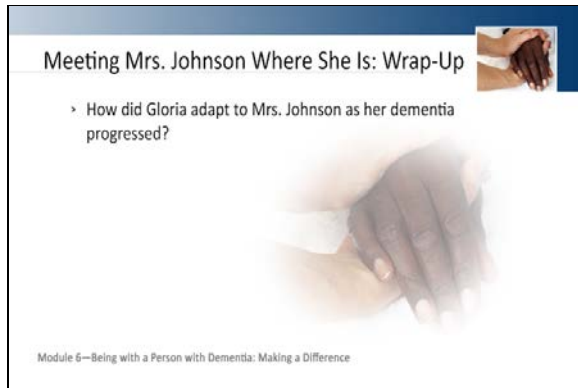 Meeting Mrs. Johnson Where She Is: Wrap-Up
› How did Gloria adapt to Mrs. Johnson as her dementia
progressed?
Module 6—Being with a Person with Dementia: Making a Difference